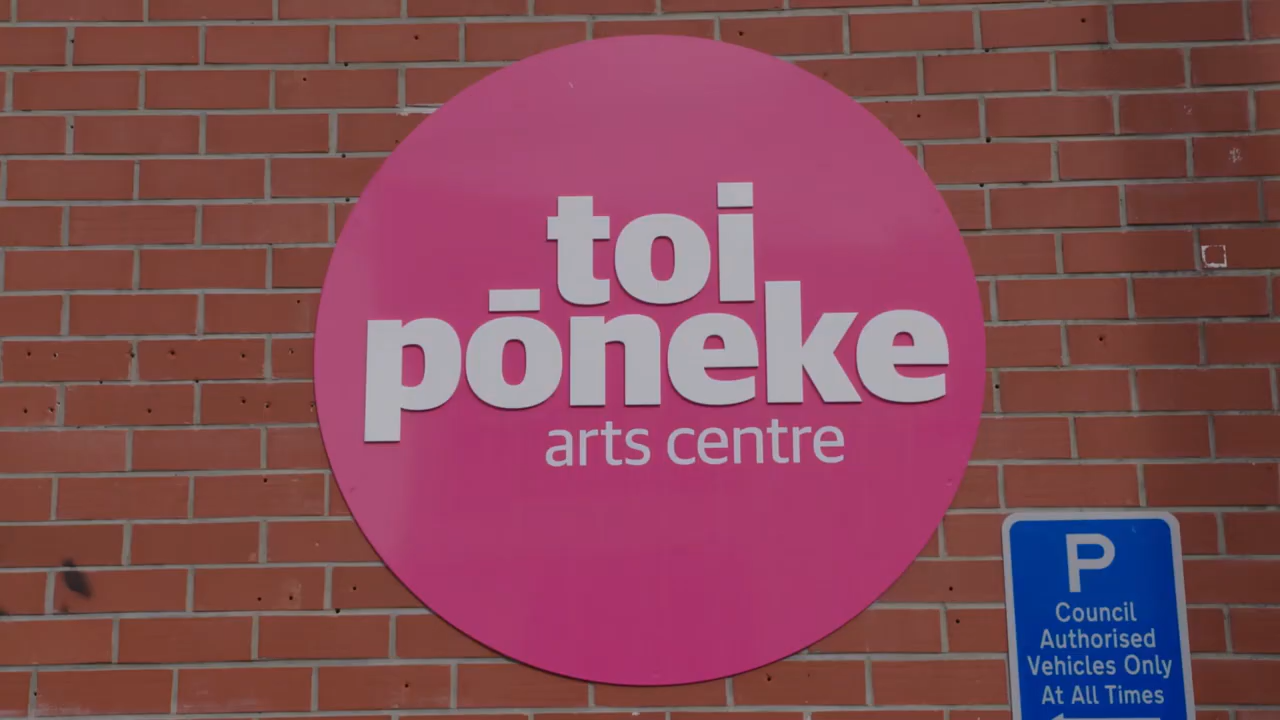 toi
pōneke
arts centre
P
Council
Authorised
Vehicles Only
At All Times